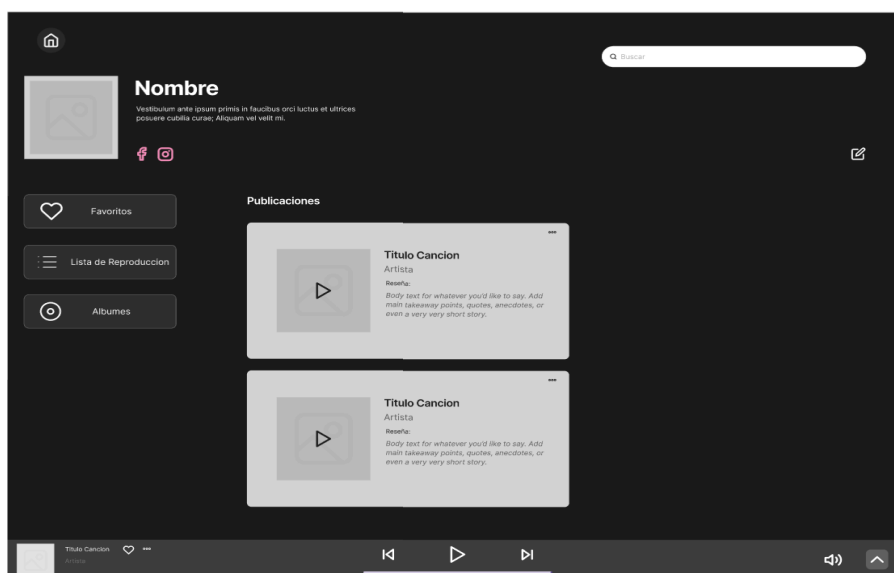 Buscar
Nombre
Vestibulum ante ipsum primis in faucibus orci luctus et ultrices
posuere cubilia curae; Aliquam vel velit mi.
Favoritos
Lista de Reproduccion
Albumes
Publicaciones
Titulo Cancion
Artista
Reseña:
Body text for whatever you'd like to say. Add
main takeaway points, quotes, anecdotes, or
even a very very short story.
Titulo Cancion
Artista
Reseña:
Body text for whatever you'd like to say. Add
main takeaway points, quotes, anecdotes, or
even a very very short story.
Titulo Cancion
Artista